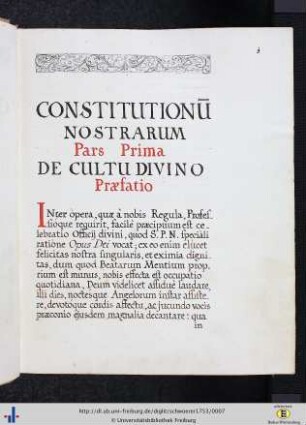 CONSTITUTIONŪ
NOSTRARUM
Pars Prima
DE CULTU DIVINO
Præfatio
INter opera, quæ à nobis Regula, Profes-
sioque requirit, facilè præcipuum est ce-
lebratio Officij divini, quod S. P. N. speciali
ratione Opus Dei vocat; ex eo enim elucet
felicitas nostra singularis, et eximia digni-
tas, dum quod Beatarum Mentium prop-
rium est munus, nobis effecta est occupatio
quotidiana, Deum videlicet assiduè laudare,
illi dies, noctesque Angelorum instar assiste-
re, devotoque cordis affectu, ac jucundo vocis
præconio ejusdem magnalia decantare: qua
in
http://dl.ub.uni-freiburg.de/diglit/scheuerer1753/0007
© Universitätsbibliothek Freiburg